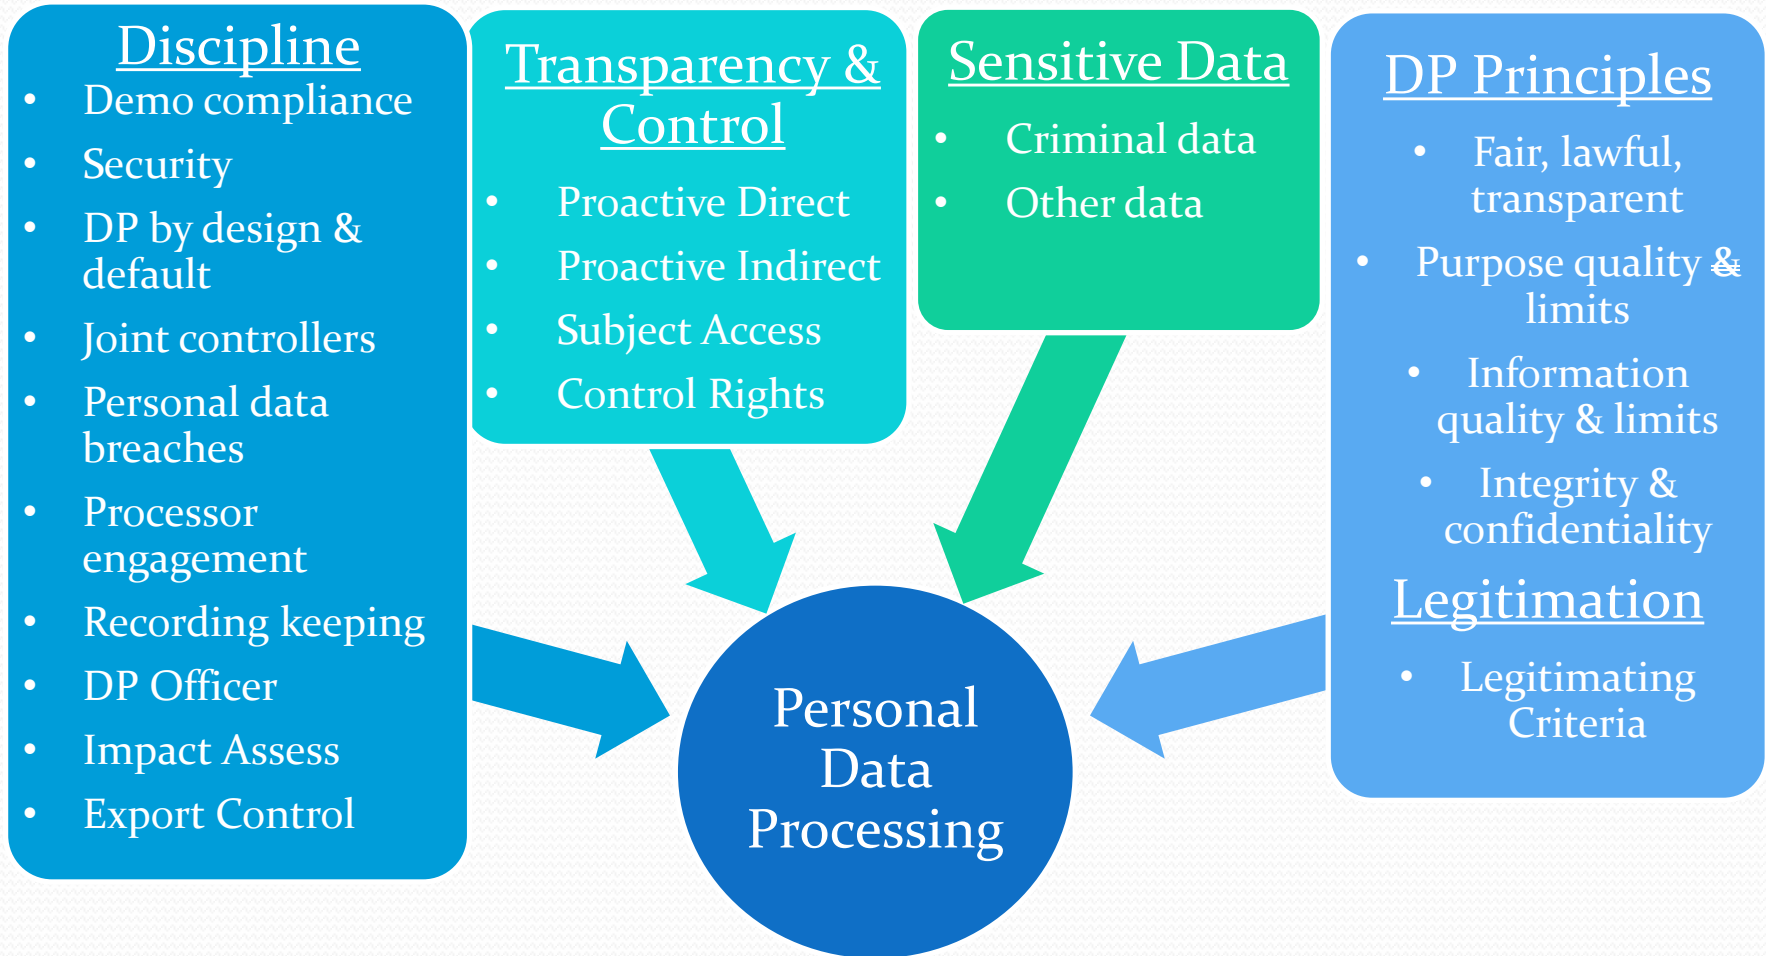 Discipline
• Demo compliance
• Security
• DP by design &
default
• Joint controllers
• Personal data
breaches
• Processor
engagement
• Recording keeping
• DP Officer
• Impact Assess
• Export Control
Transparency &
Control
• Proactive Direct
• Proactive Indirect
• Subject Access
• Control Rights
Sensitive Data
• Criminal data
• Other data
DP Principles
• Fair, lawful,
transparent
• Purpose quality &
limits
• Information
quality & limits
• Integrity &
confidentiality
Legitimation
• Legitimating
Criteria
Personal
Data
Processing